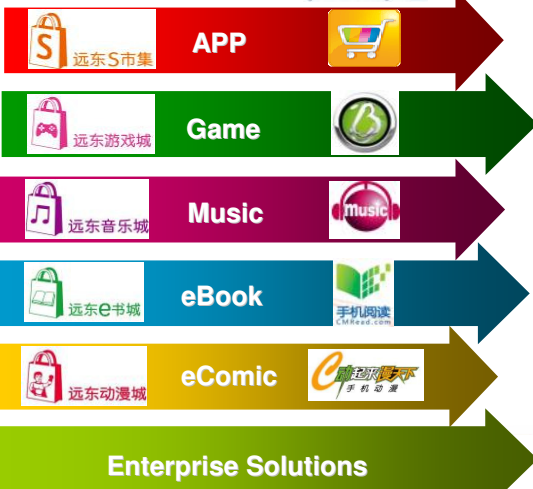 S
远东S市集
APP
远东游戏城
Game
远东音乐城
Music
music
远东e书城
eBook
手机阅读
CMRead.com
远东动漫城
eComic
手机动漫
Enterprise Solutions